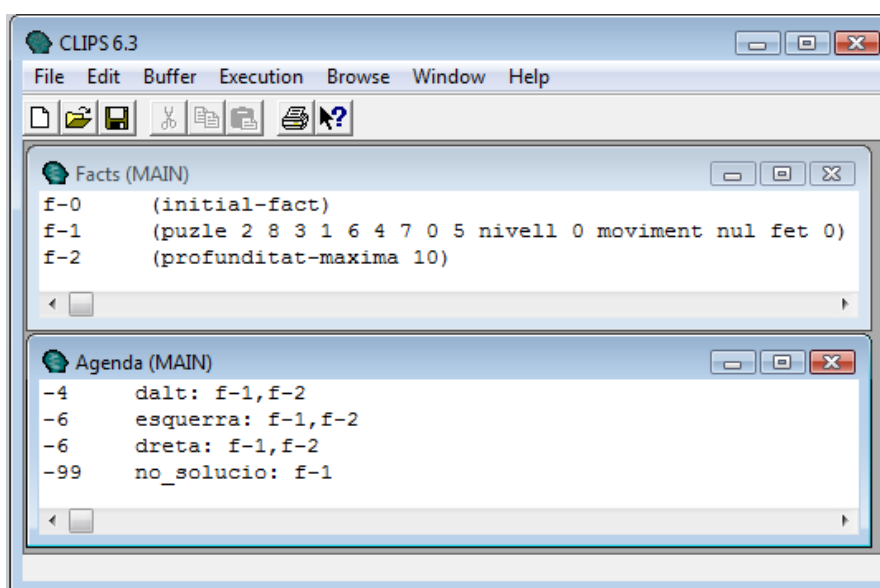 CLIPS 6.3
File Edit Buffer Execution Browse Window Help
Facts (MAIN)
f-0 (initial-fact)
f-1 (puzle 2 8 3 1 6 4 7 0 5 nivell 0 moviment nul fet 0)
f-2 (profunditat-maxima 10)
Agenda (MAIN)
-4 dalt: f-1,f-2
-6 esquerra: f-1,f-2
-6 dreta: f-1,f-2
-99 no_solucio: f-1